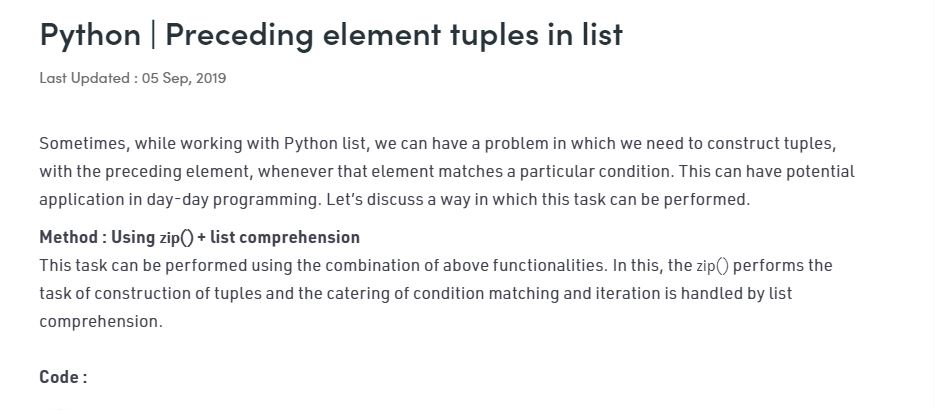 Python | Preceding element tuples in list
Last Updated : 05 Sep, 2019
Sometimes, while working with Python list, we can have a problem in which we need to construct tuples,
with the preceding element, whenever that element matches a particular condition. This can have potential
application in day-day programming. Let’s discuss a way in which this task can be performed.
Method : Using zip() + list comprehension
This task can be performed using the combination of above functionalities. In this, the zip() performs the
task of construction of tuples and the catering of condition matching and iteration is handled by list
comprehension.
Code :